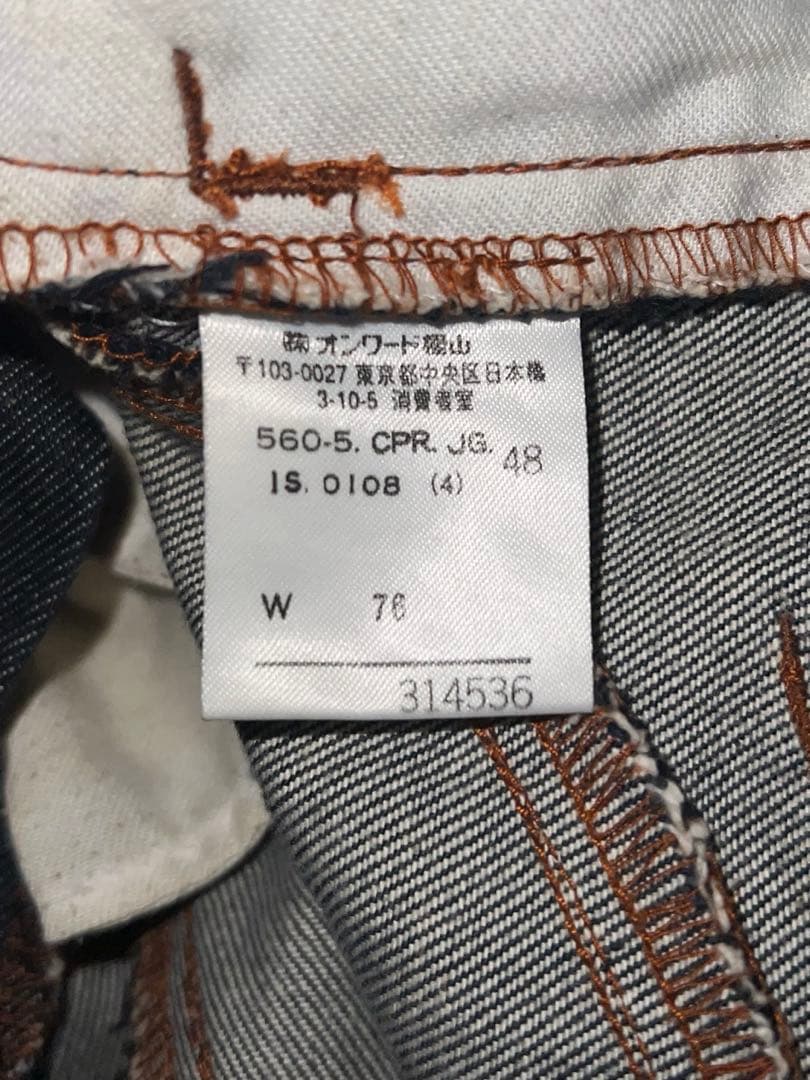 ㈱オンワード樫山
〒103-0027 東京都中央区日本橋
3-10-5 消費者室
560-5. CPR. JG. 48
IS. 0108 (4)
W 76
314536